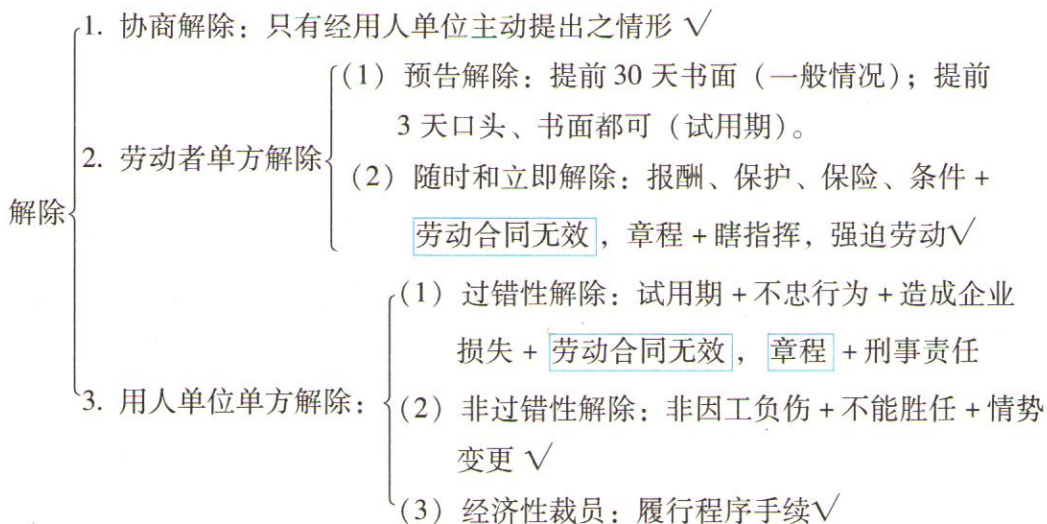 1. 协商解除：只有经用人单位主动提出之情形 √
(1) 预告解除：提前 30 天书面（一般情况）；提前
3 天口头、书面都可（试用期）。
2. 劳动者单方解除
(2) 随时和立即解除：报酬、保护、保险、条件 +
解除
劳动合同无效，章程 + 瞎指挥，强迫劳动√
(1) 过错性解除：试用期 + 不忠行为 + 造成企业
损失 + 劳动合同无效，章程 + 刑事责任
3. 用人单位单方解除：
(2) 非过错性解除：非因工负伤 + 不能胜任 + 情势
变更 √
(3) 经济性裁员：履行程序手续√